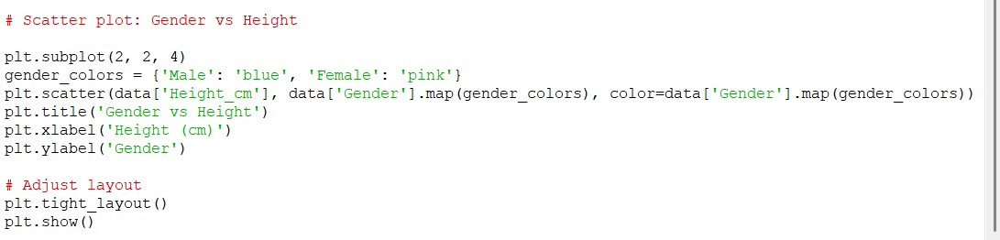 # Scatter plot: Gender vs Height
plt.subplot(2, 2, 4)
gender_colors = {'Male': 'blue', 'Female': 'pink'}
plt.scatter(data['Height_cm'], data['Gender'].map(gender_colors), color=data['Gender'].map(gender_colors))
plt.title('Gender vs Height')
plt.xlabel('Height (cm)')
plt.ylabel('Gender')
# Adjust layout
plt.tight_layout()
plt.show()